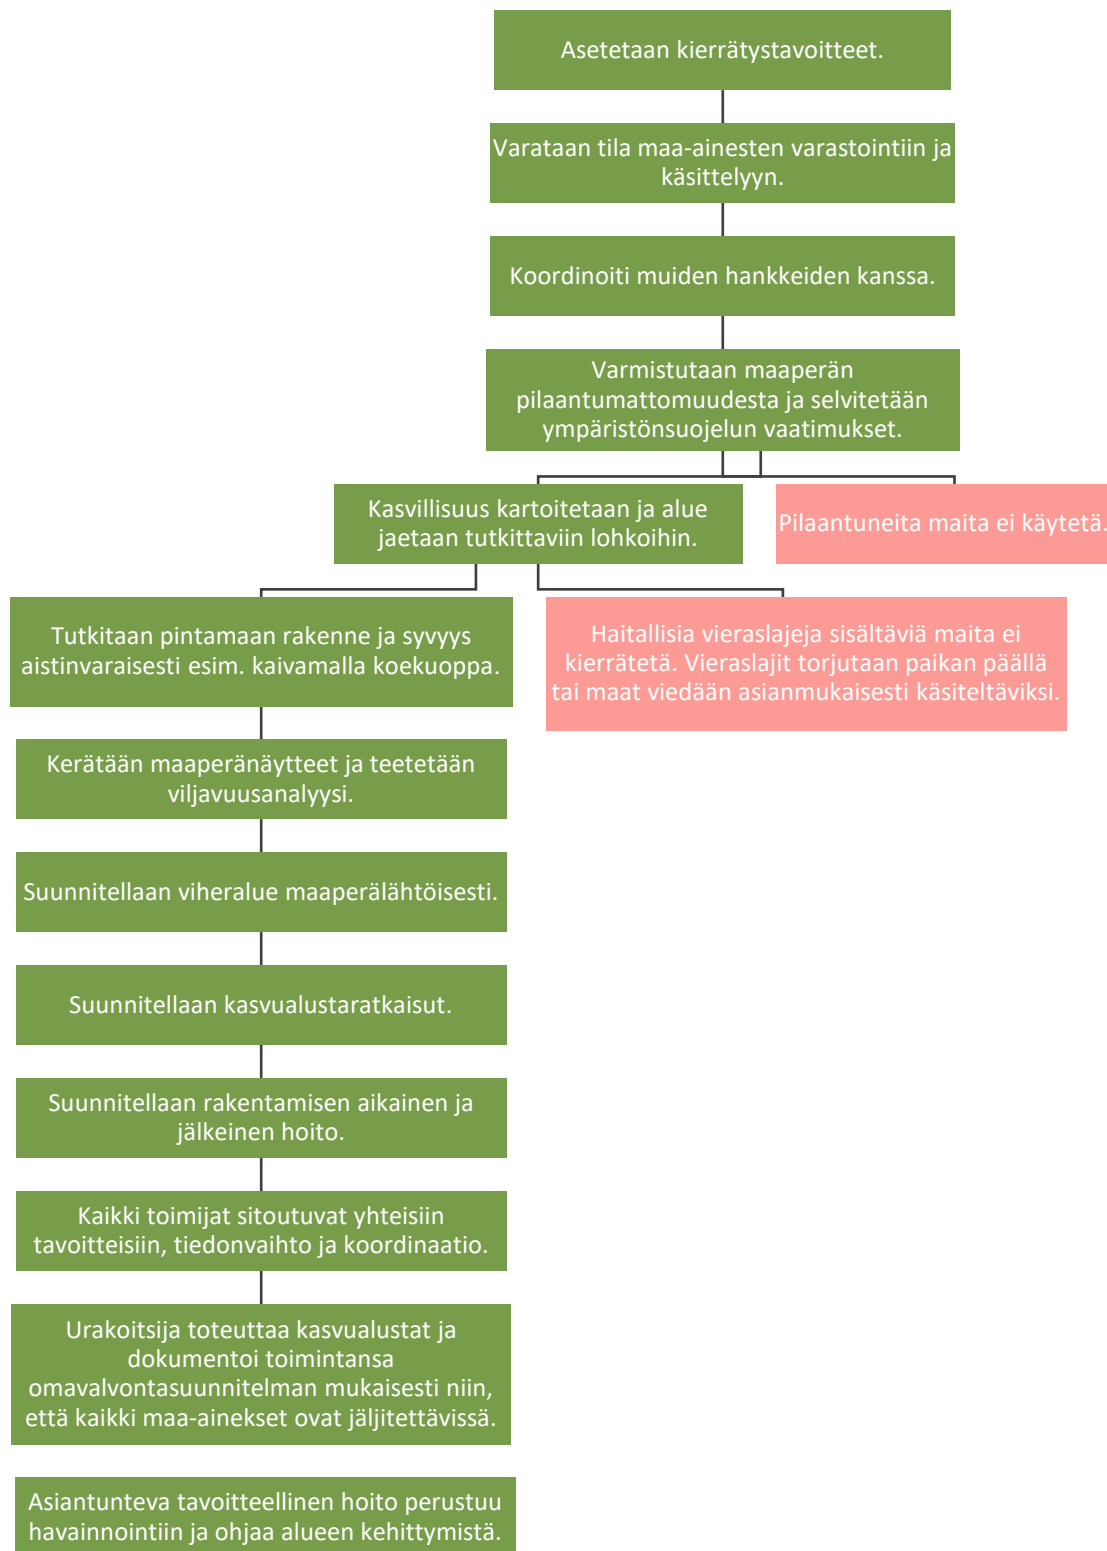 Asetetaan kierrätystavoitteet.
Varataan tila maa-ainesten varastointiin ja
käsittelyyn.
Koordinoiti muiden hankkeiden kanssa.
Varmistutaan maaperän
pilaantumattomuudesta ja selvitetään
ympäristönsuojelun vaatimukset.
Kasvillisuus kartoitetaan ja alue
jaetaan tutkittaviin lohkoihin.
Pilaantuneita maita ei käytetä.
Tutkitaan pintamaan rakenne ja syvyys
aistinvaraisesti esim. kaivamalla koekuoppa.
Haitallisia vieraslajeja sisältäviä maita ei
kierrätetä. Vieraslajit torjutaan paikan päällä
tai maat viedään asianmukaisesti käsiteltäviksi.
Kerätään maaperänäytteet ja teetetään
viljavuusanalyysi.
Suunnitellaan viheralue maaperälähtöisesti.
Suunnitellaan kasvualustaratkaisut.
Suunnitellaan rakentamisen aikainen ja
jälkeinen hoito.
Kaikki toimijat sitoutuvat yhteisiin
tavoitteisiin, tiedonvaihto ja koordinaatio.
Urakoitsija toteuttaa kasvualustat ja
dokumentoi toimintansa
omavalvontasuunnitelman mukaisesti niin,
että kaikki maa-ainekset ovat jäljitettävissä.
Asiantunteva tavoitteellinen hoito perustuu
havainnointiin ja ohjaa alueen kehittymistä.